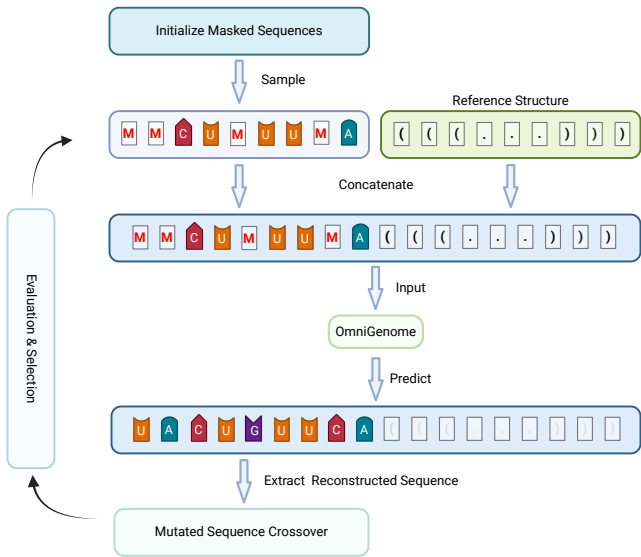 Initialize Masked Sequences
Sample
Reference Structure
M M C U M U U M A
( ( ( . . . ) ) )
Concatenate
M M C U M U U M A ( ( ( . . . ) ) )
Input
OmniGenome
Predict
U A C U G U U C A ( ( ( . . . ) ) )
Extract Reconstructed Sequence
Mutated Sequence Crossover
Evaluation & Selection